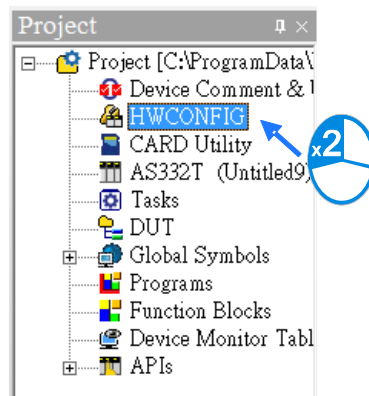 Project
Project [C:\ProgramData\
Device Comment &
HWCONFIG
x2
CARD Utility
AS332T (Untitled9)
Tasks
DUT
Global Symbols
Programs
Function Blocks
Device Monitor Tabl
APIs